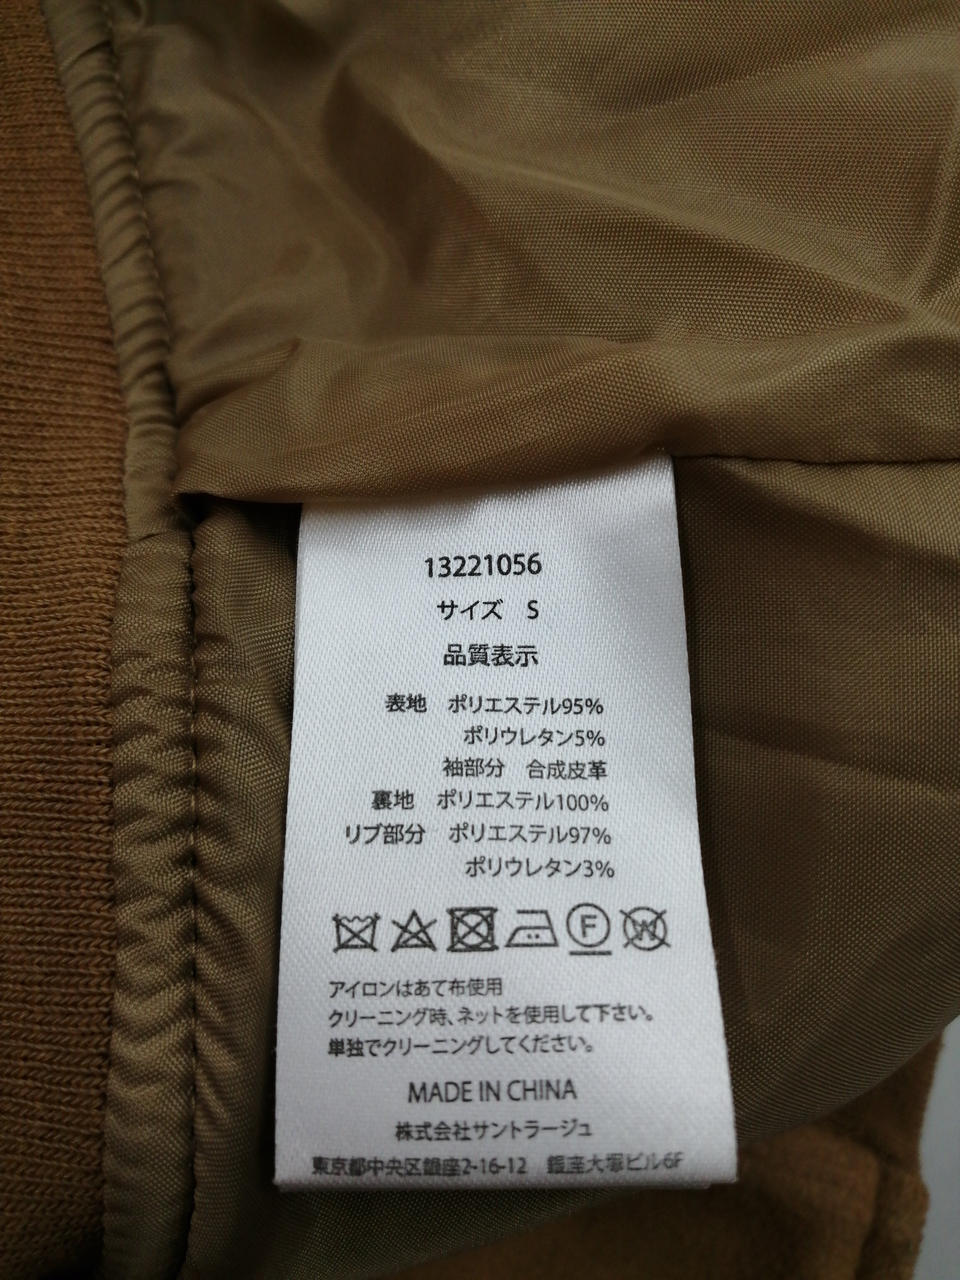 13221056
サイズ S
品質表示
表地 ポリエステル95%
ポリウレタン5%
袖部分 合成皮革
裏地 ポリエステル100%
リブ部分 ポリエステル97%
ポリウレタン3%
F W
アイロンはあて布使用
クリーニング時、ネットを使用して下さい。
単独でクリーニングしてください。
MADE IN CHINA
株式会社サントラージュ
東京都中央区銀座2-16-12 銀座大塚ビル6F